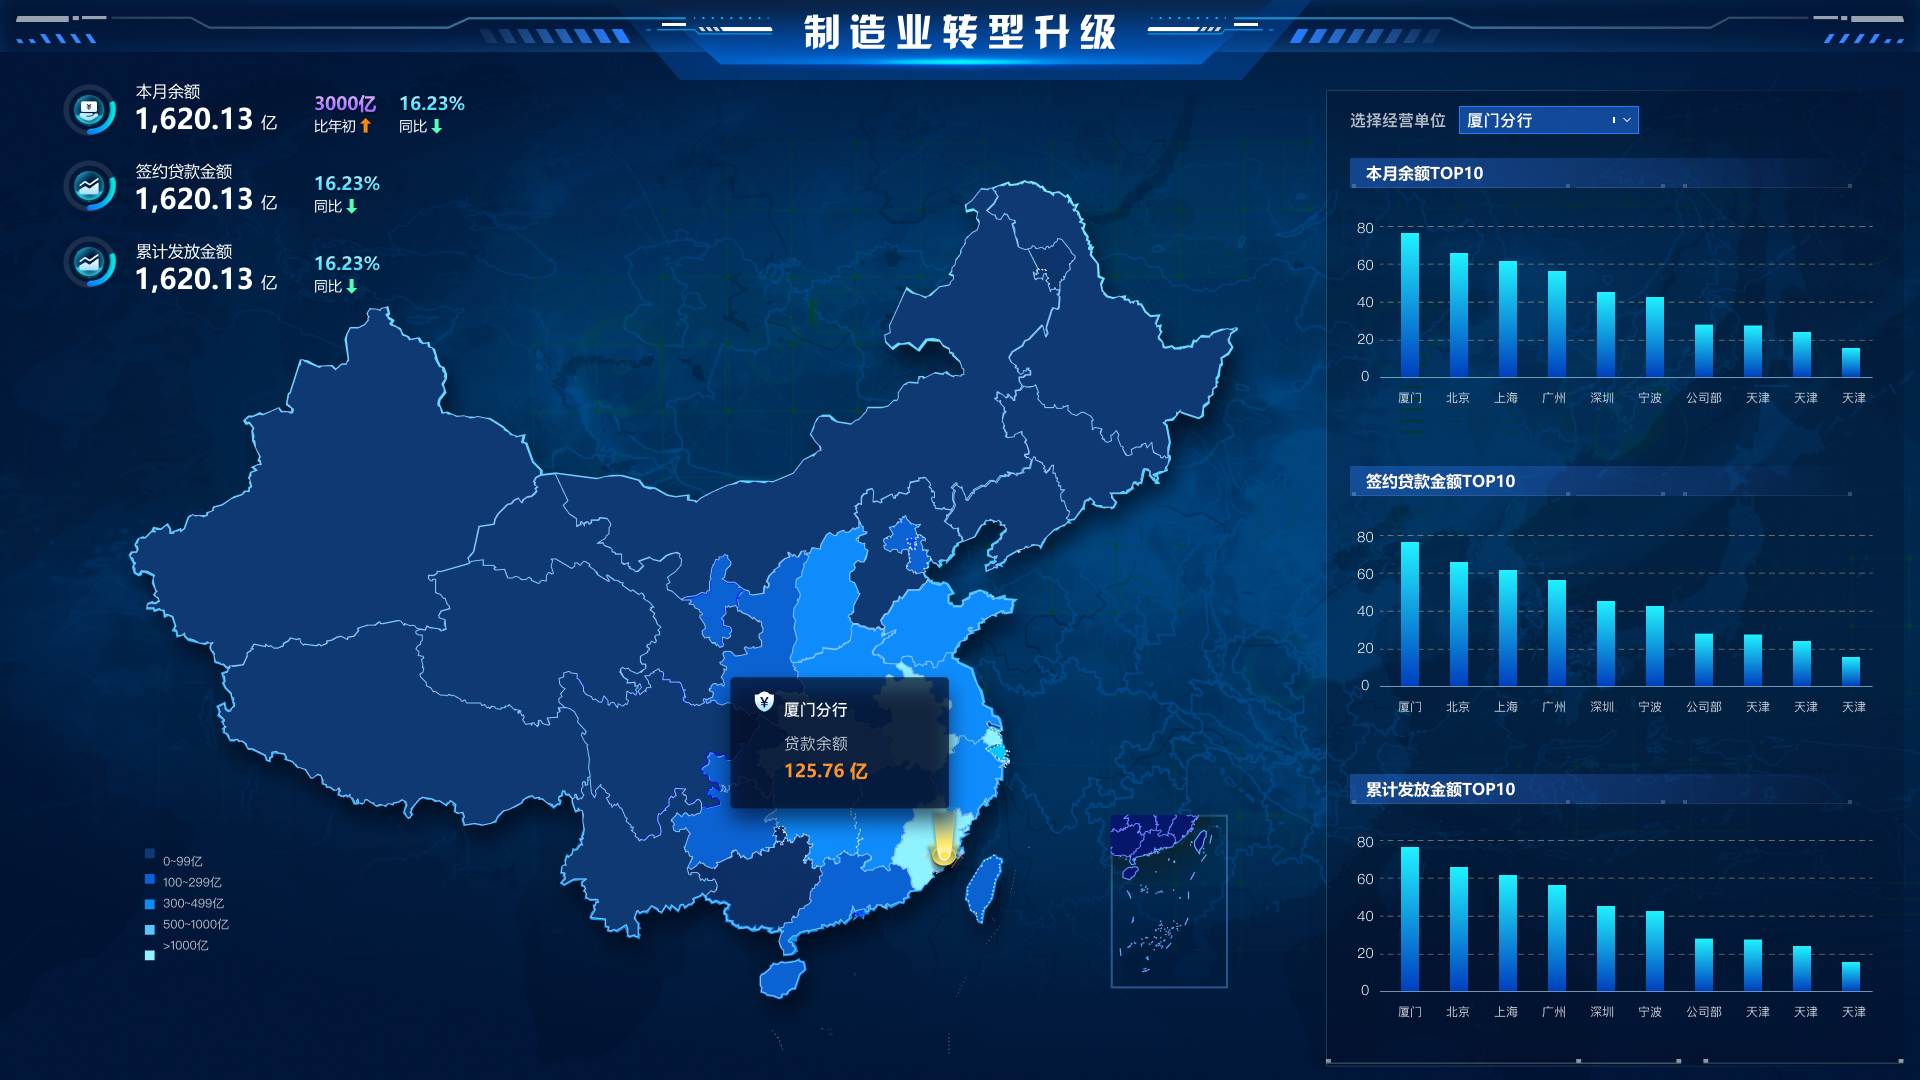 制造业转型升级
本月余额
1,620.13 亿
3000亿
比年初
16.23%
同比
签约贷款金额
1,620.13 亿
16.23%
同比
累计发放金额
1,620.13 亿
16.23%
同比
厦门分行
贷款余额
125.76 亿
0~99亿
100~299亿
300~499亿
500~1000亿
>1000亿
选择经营单位
厦门分行
本月余额TOP10
80
60
40
20
0
厦门 北京 上海 广州 深圳 宁波 公司部 天津 天津 天津
签约贷款金额TOP10
80
60
40
20
0
厦门 北京 上海 广州 深圳 宁波 公司部 天津 天津 天津
累计发放金额TOP10
80
60
40
20
0
厦门 北京 上海 广州 深圳 宁波 公司部 天津 天津 天津